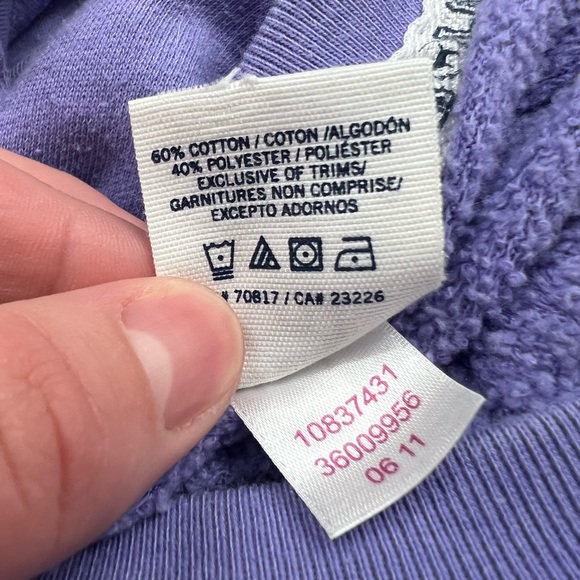 60% COTTON / COTON /ALGODÓN
40% POLYESTER / POLIÉSTER
EXCLUSIVE OF TRIMS/
GARNITURES NON COMPRISE/
EXCEPTO ADORNOS
# 70817 / CA# 23226
10837431
36009956
06 11